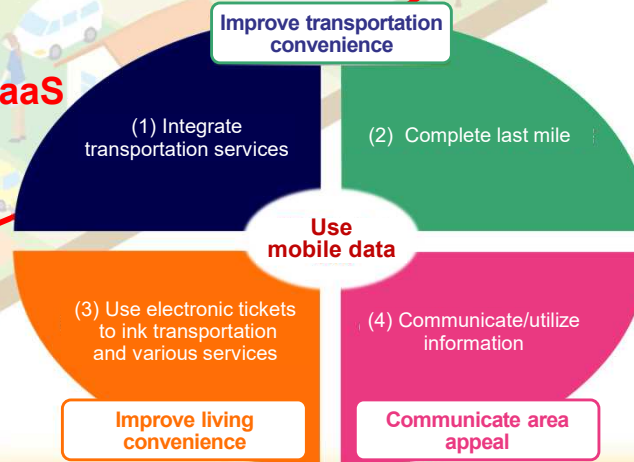 Improve transportation
convenience
aaS
(1) Integrate
transportation services
(2) Complete last mile
Use
mobile data
(3) Use electronic tickets
to ink transportation
and various services
(4) Communicate/utilize
information
Improve living
convenience
Communicate area
appeal